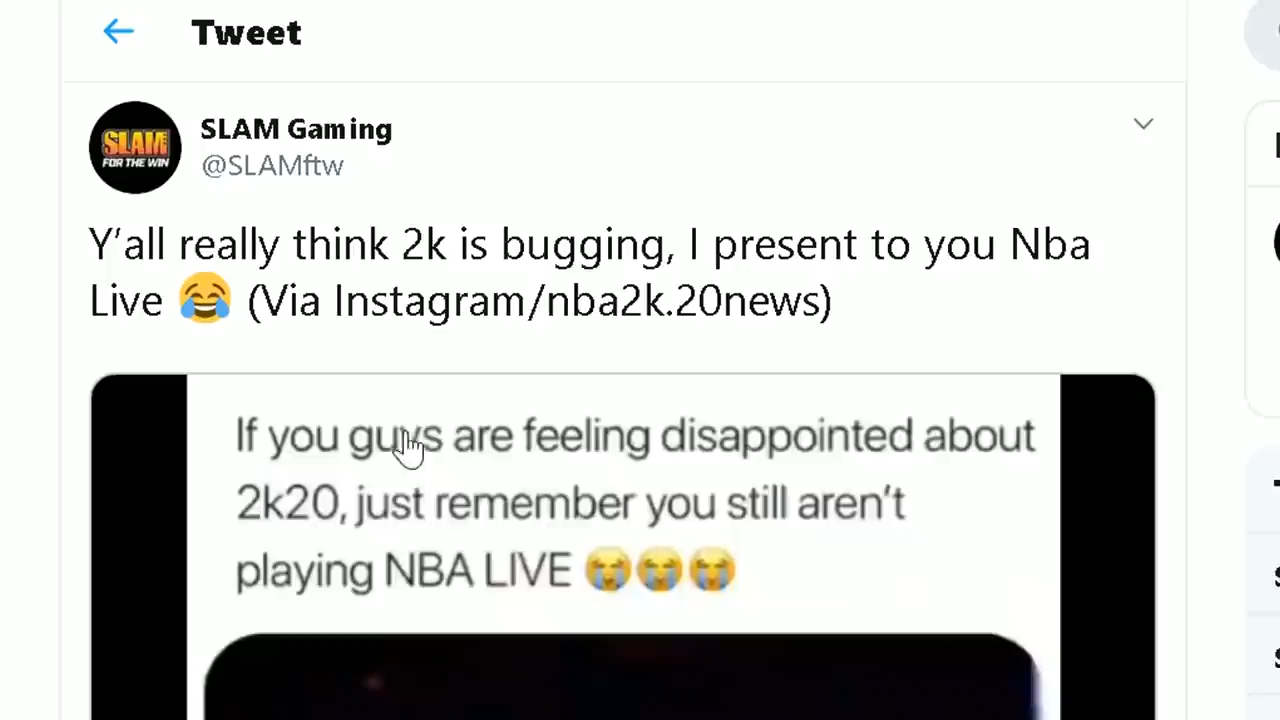 Tweet
SLAM
FOR THE WIN
SLAM Gaming
@SLAMftw
Y'all really think 2k is bugging, I present to you Nba
Live 😂 (Via Instagram/nba2k.20news)
If you guys are feeling disappointed about
2k20, just remember you still aren't
playing NBA LIVE 😭😭😭